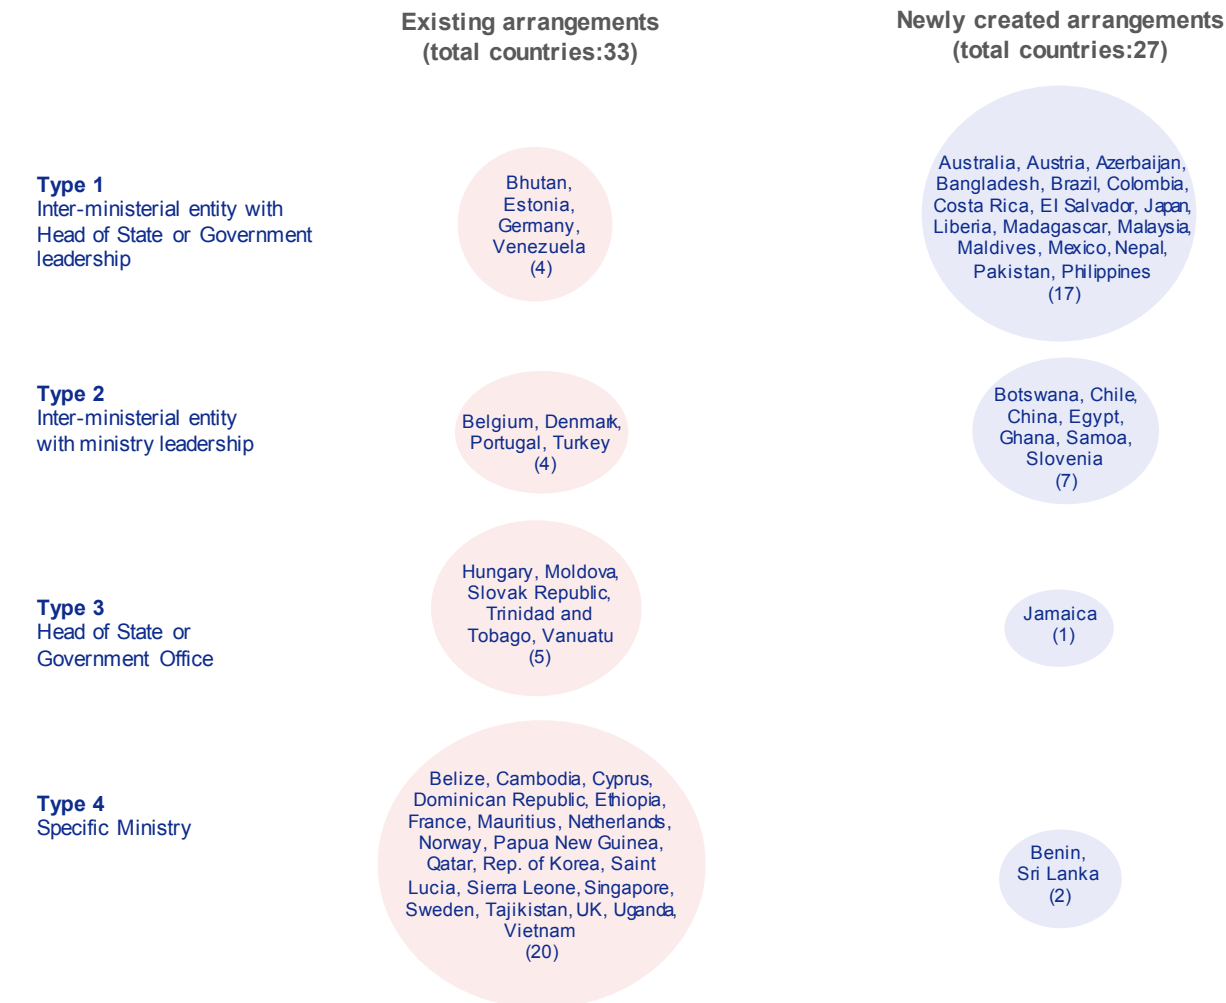 Existing arrangements
(total countries:33)
Newly created arrangements
(total countries:27)
Type 1
Inter-ministerial entity with
Head of State or Government
leadership
Bhutan,
Estonia,
Germany,
Venezuela
(4)
Australia, Austria, Azerbaijan,
Bangladesh, Brazil, Colombia,
Costa Rica, El Salvador, Japan,
Liberia, Madagascar, Malaysia,
Maldives, Mexico, Nepal,
Pakistan, Philippines
(17)
Type 2
Inter-ministerial entity
with ministry leadership
Belgium, Denmark,
Portugal, Turkey
(4)
Botswana, Chile,
China, Egypt,
Ghana, Samoa,
Slovenia
(7)
Type 3
Head of State or
Government Office
Hungary, Moldova,
Slovak Republic,
Trinidad and
Tobago, Vanuatu
(5)
Jamaica
(1)
Type 4
Specific Ministry
Belize, Cambodia, Cyprus,
Dominican Republic, Ethiopia,
France, Mauritius, Netherlands,
Norway, Papua New Guinea,
Qatar, Rep. of Korea, Saint
Lucia, Sierra Leone, Singapore,
Sweden, Tajikistan, UK, Uganda,
Vietnam
(20)
Benin,
Sri Lanka
(2)